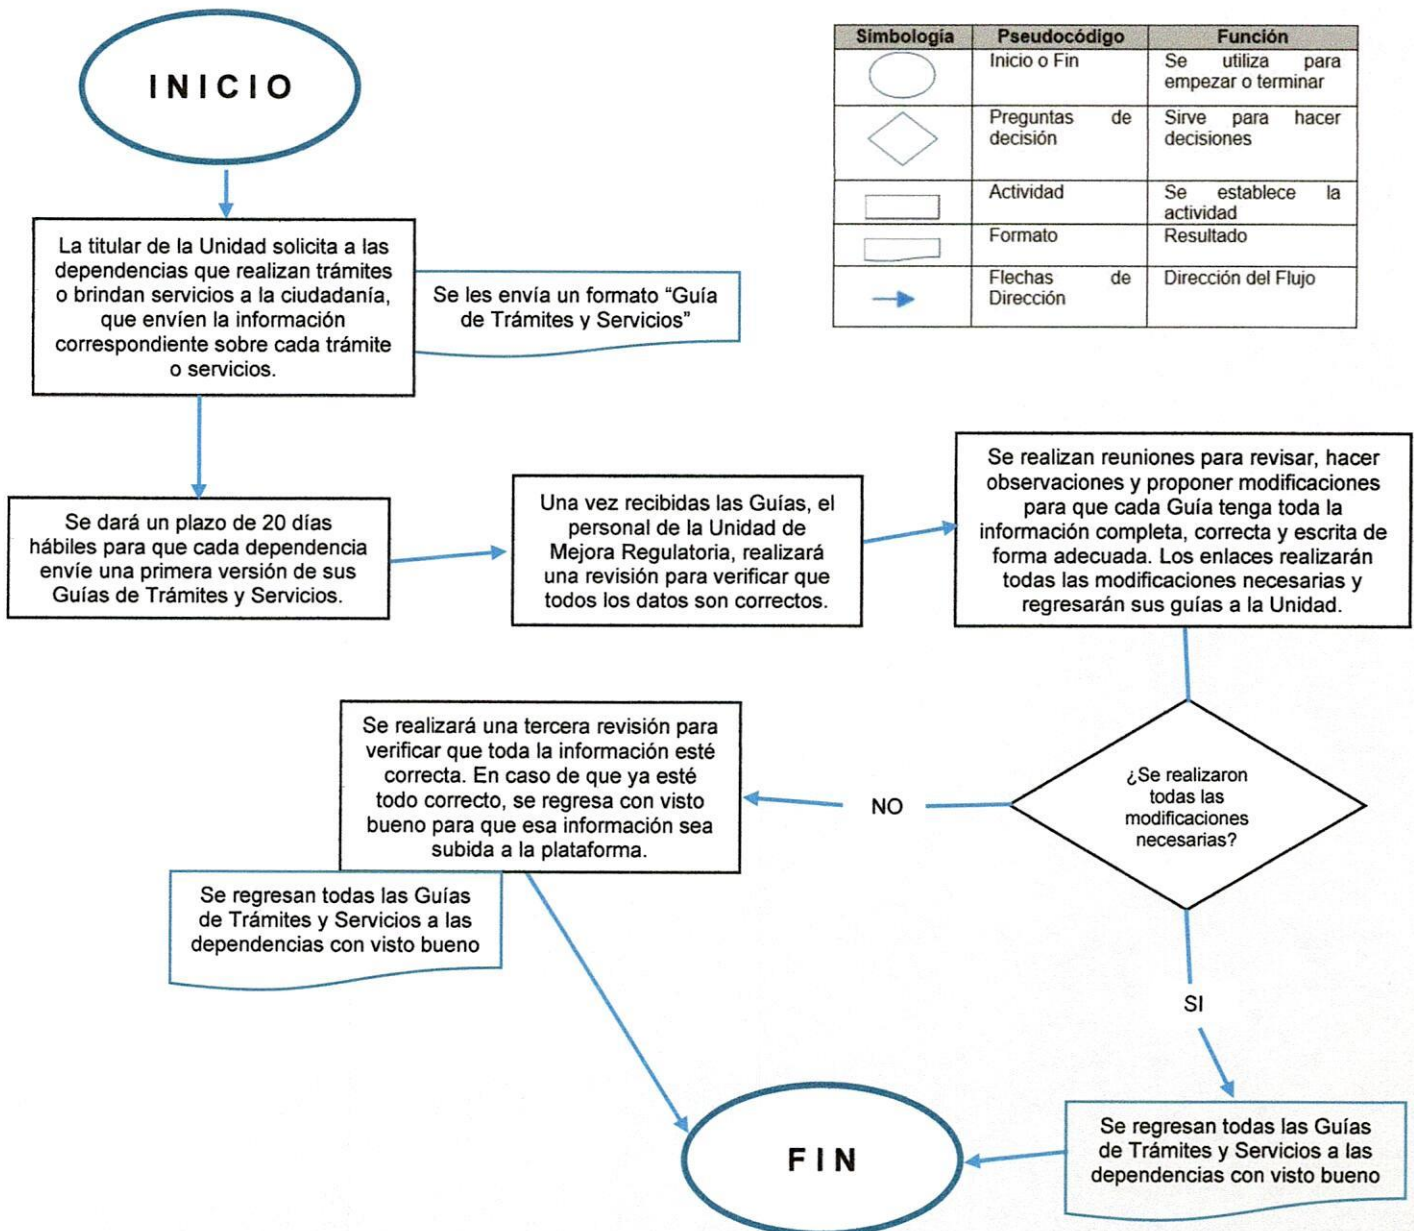 INICIO
Simbología Pseudocódigo Función
Inicio o Fin Se utiliza para
empezar o terminar
Preguntas de Sirve para hacer
decisión decisiones
Actividad Se establece la
actividad
Formato Resultado
Flechas de Dirección del Flujo
Dirección
La titular de la Unidad solicita a las
dependencias que realizan trámites
o brindan servicios a la ciudadanía,
que envíen la información
correspondiente sobre cada trámite
o servicios.
Se les envía un formato “Guía
de Trámites y Servicios”
Se dará un plazo de 20 días
hábiles para que cada dependencia
envíe una primera versión de sus
Guías de Trámites y Servicios.
Una vez recibidas las Guías, el
personal de la Unidad de
Mejora Regulatoria, realizará
una revisión para verificar que
todos los datos son correctos.
Se realizan reuniones para revisar, hacer
observaciones y proponer modificaciones
para que cada Guía tenga toda la
información completa, correcta y escrita de
forma adecuada. Los enlaces realizarán
todas las modificaciones necesarias y
regresarán sus guías a la Unidad.
¿Se realizaron
todas las
modificaciones
necesarias?
NO
Se realizará una tercera revisión para
verificar que toda la información esté
correcta. En caso de que ya esté
todo correcto, se regresa con visto
bueno para que esa información sea
subida a la plataforma.
Se regresan todas las Guías
de Trámites y Servicios a las
dependencias con visto bueno
SI
Se regresan todas las Guías
de Trámites y Servicios a las
dependencias con visto bueno
FIN